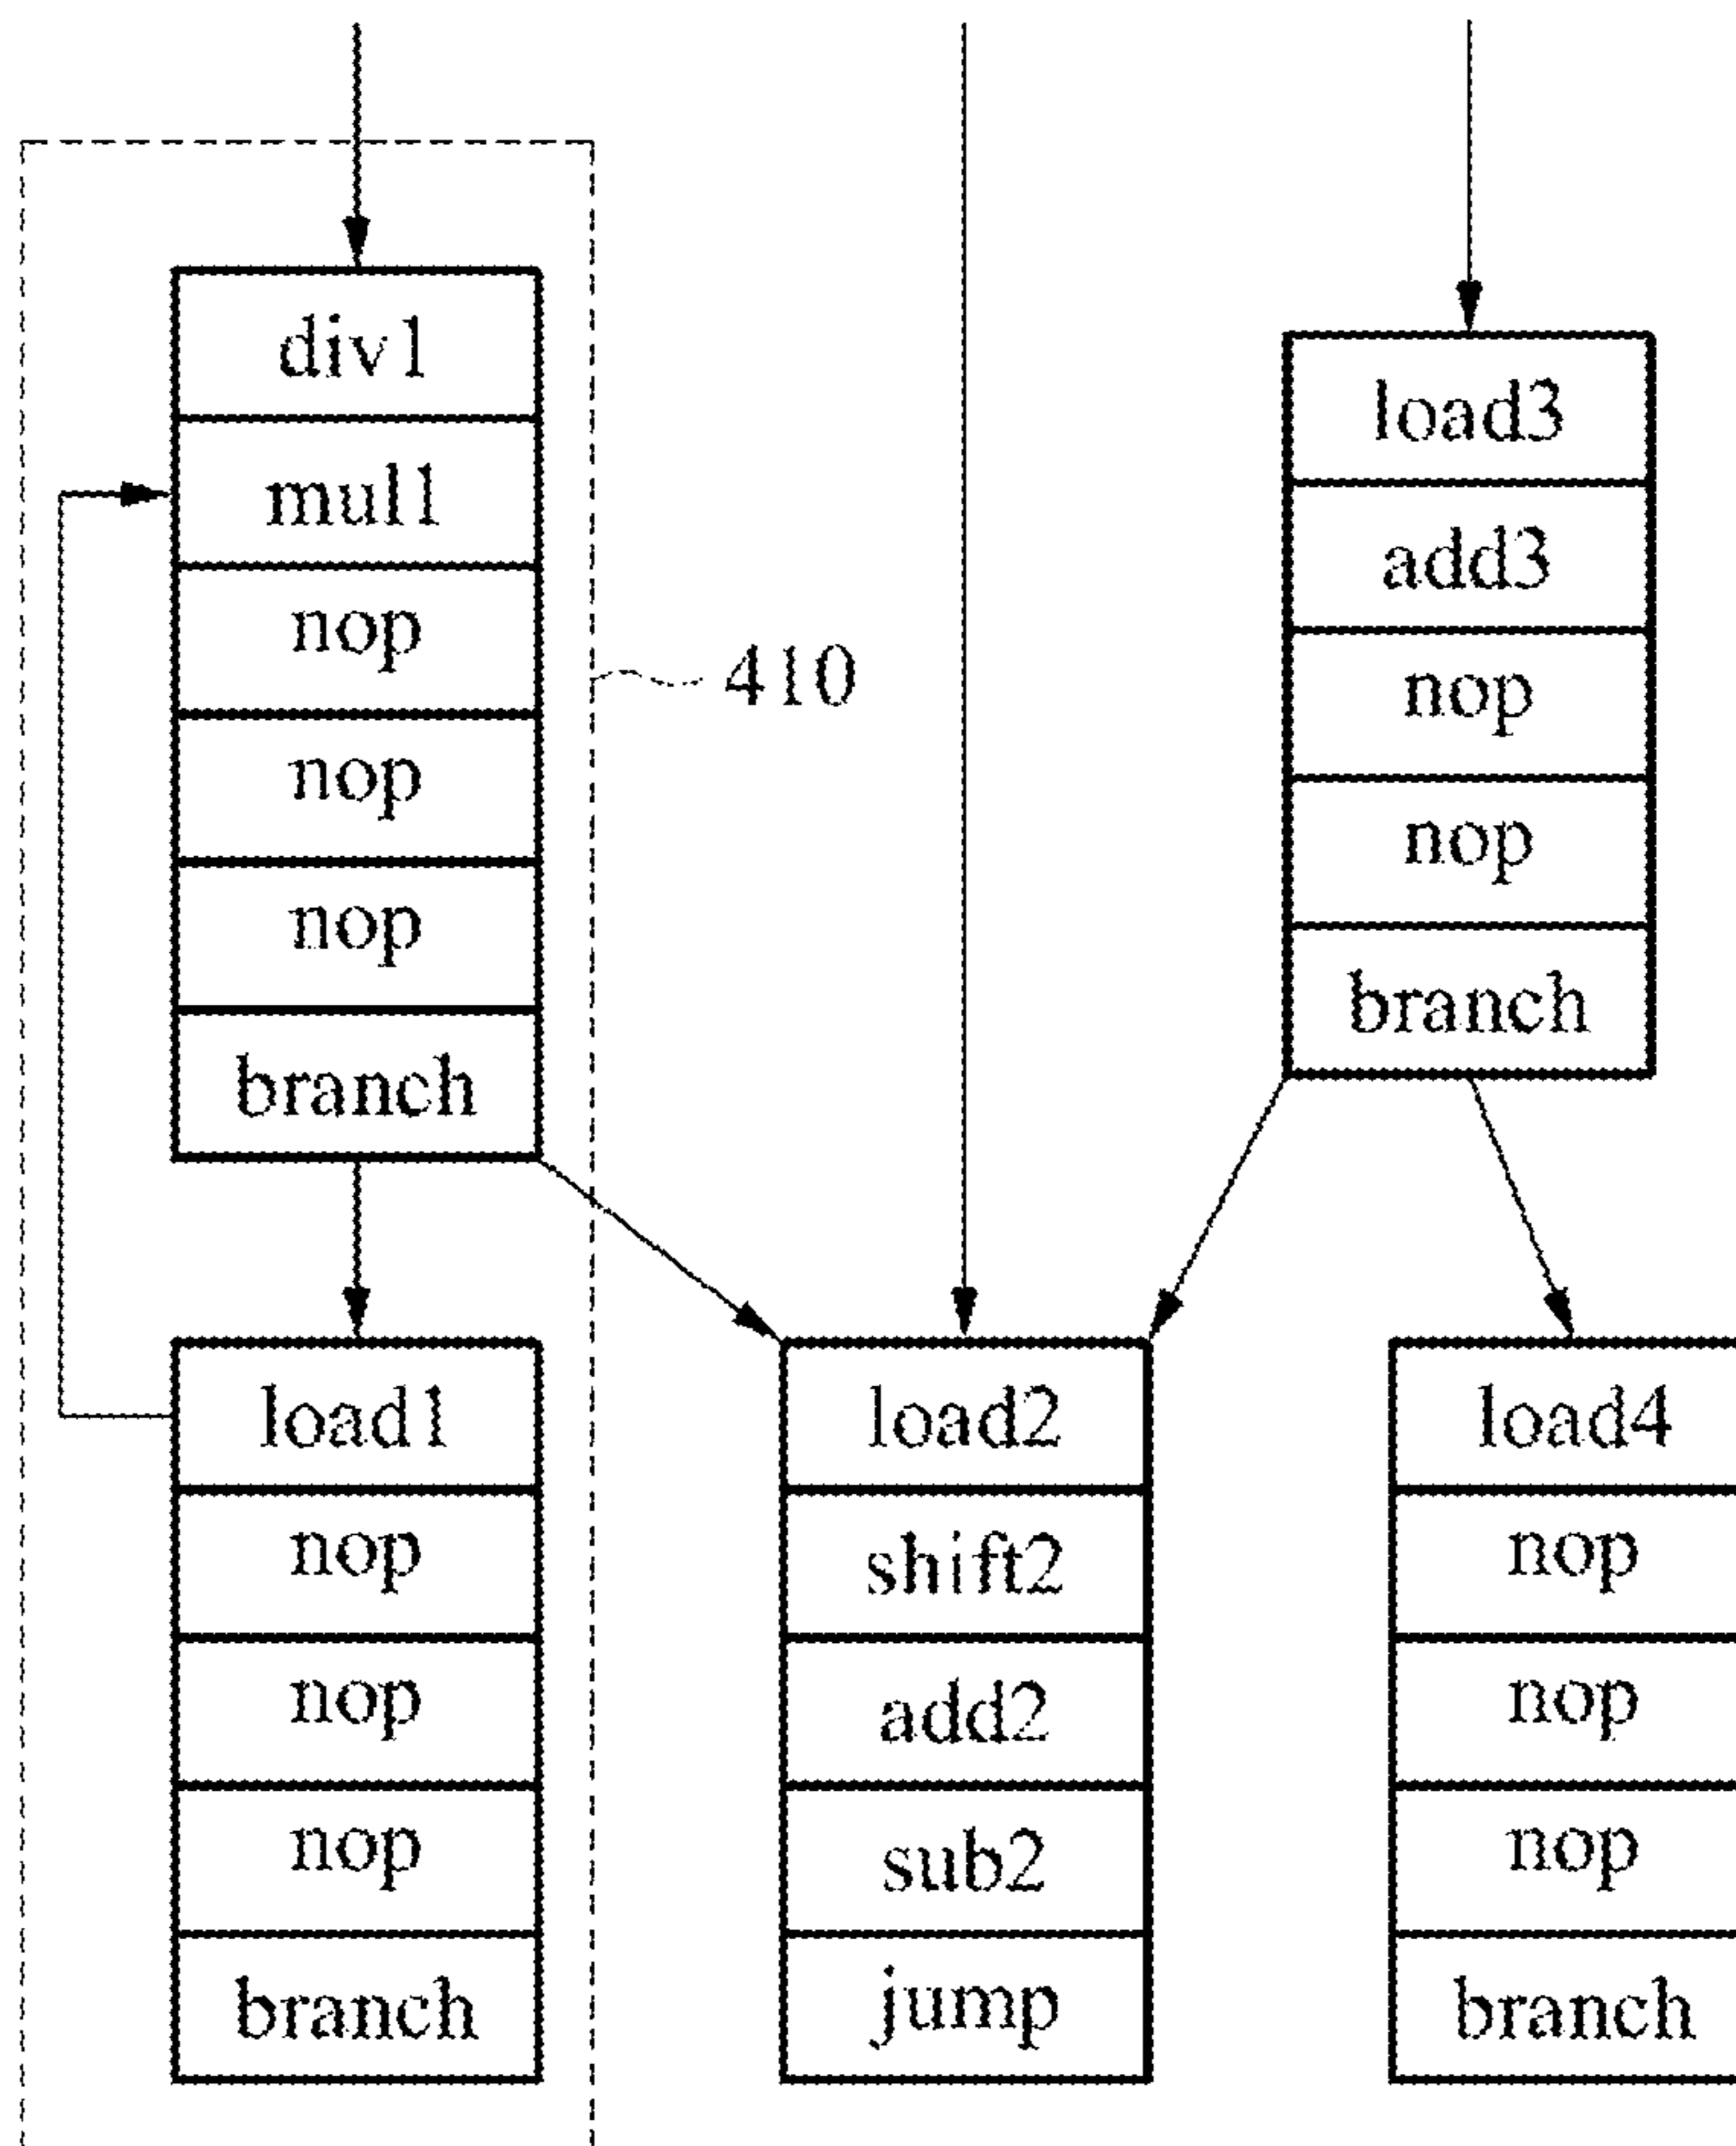 div1
mul1
nop
nop
nop
branch
410
load3
add3
nop
nop
branch
load1
nop
nop
nop
branch
load2
shift2
add2
sub2
jump
load4
nop
nop
nop
branch